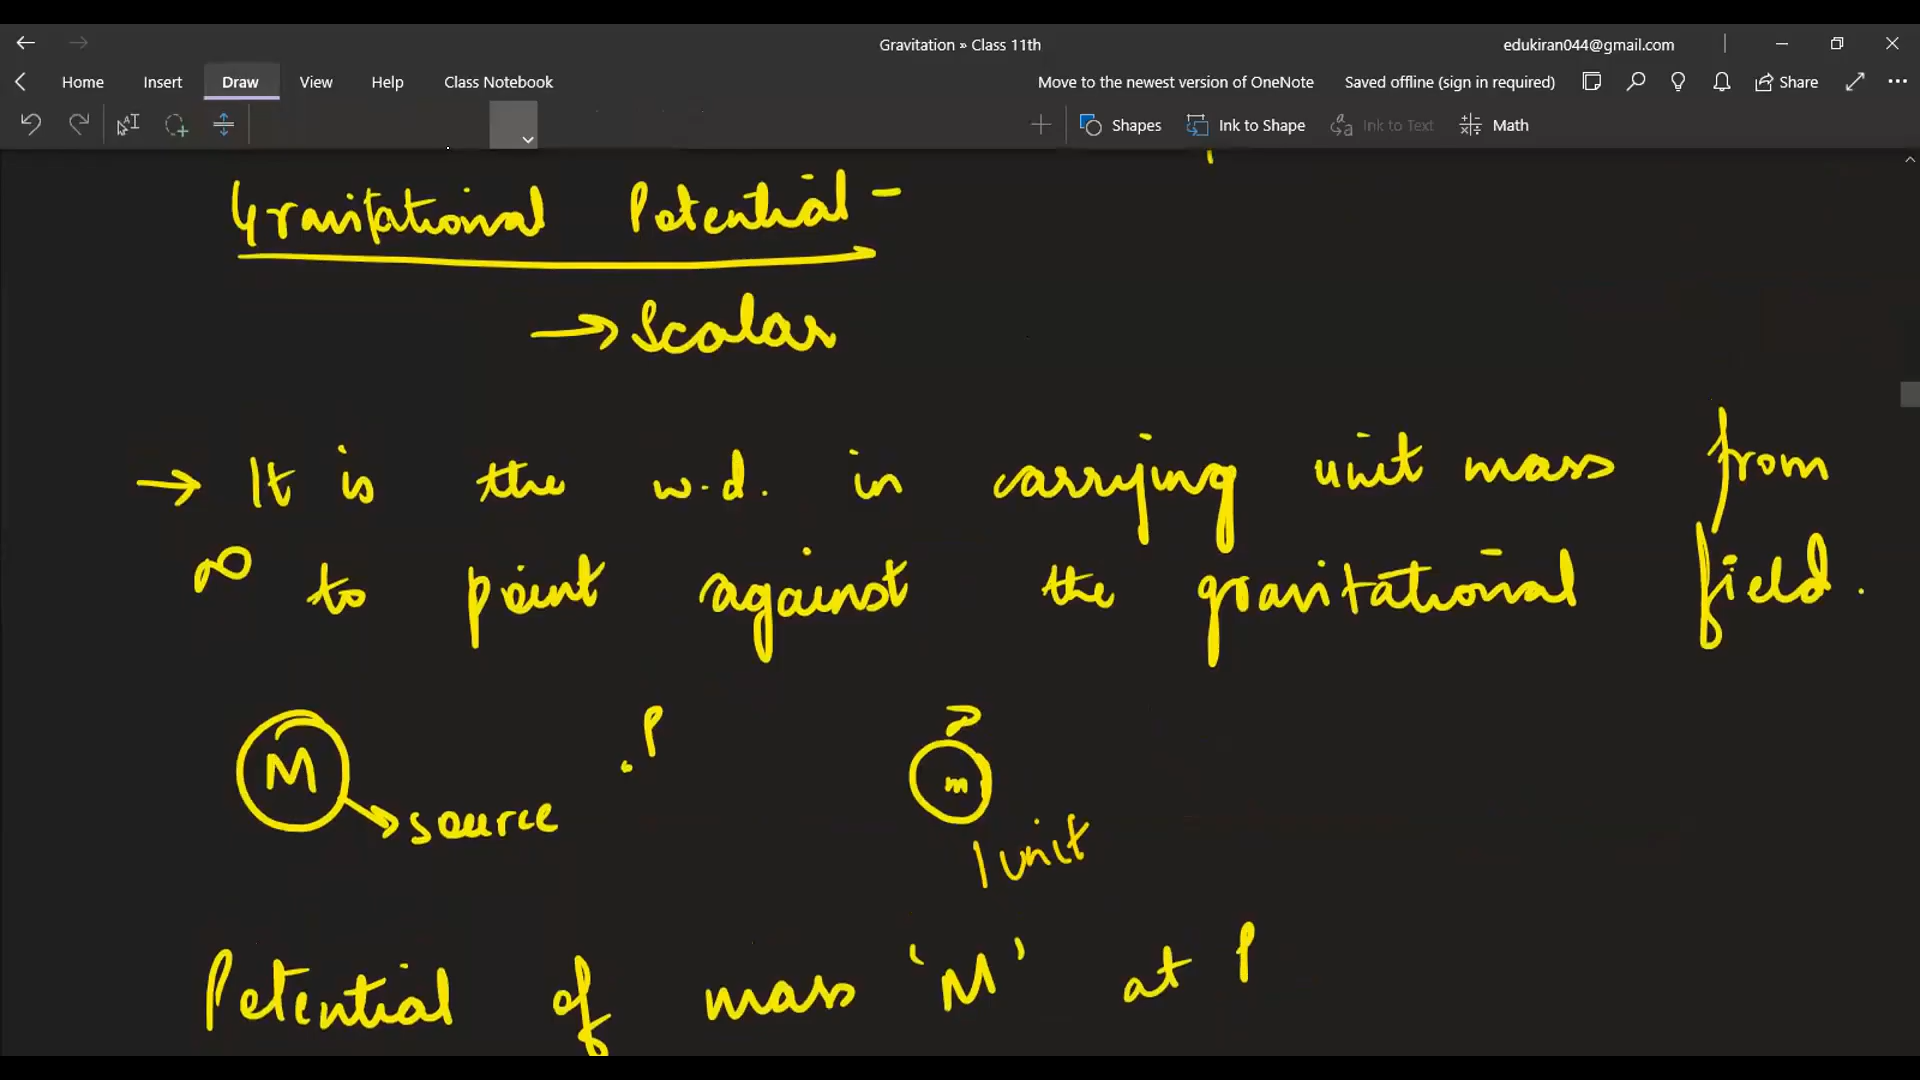 Gravitation » Class 11th
edukiran044@gmail.com
Home Insert Draw View Help Class Notebook
Move to the newest version of OneNote Saved offline (sign in required) Share
Shapes Ink to Shape Ink to Text Math
Gravitational Potential -
→ Scalar
→ It is the w.d. in carrying unit mass from
∞ to point against the gravitational field.
M
.P
m
→ source
1 unit
Potential of mass 'M' at P